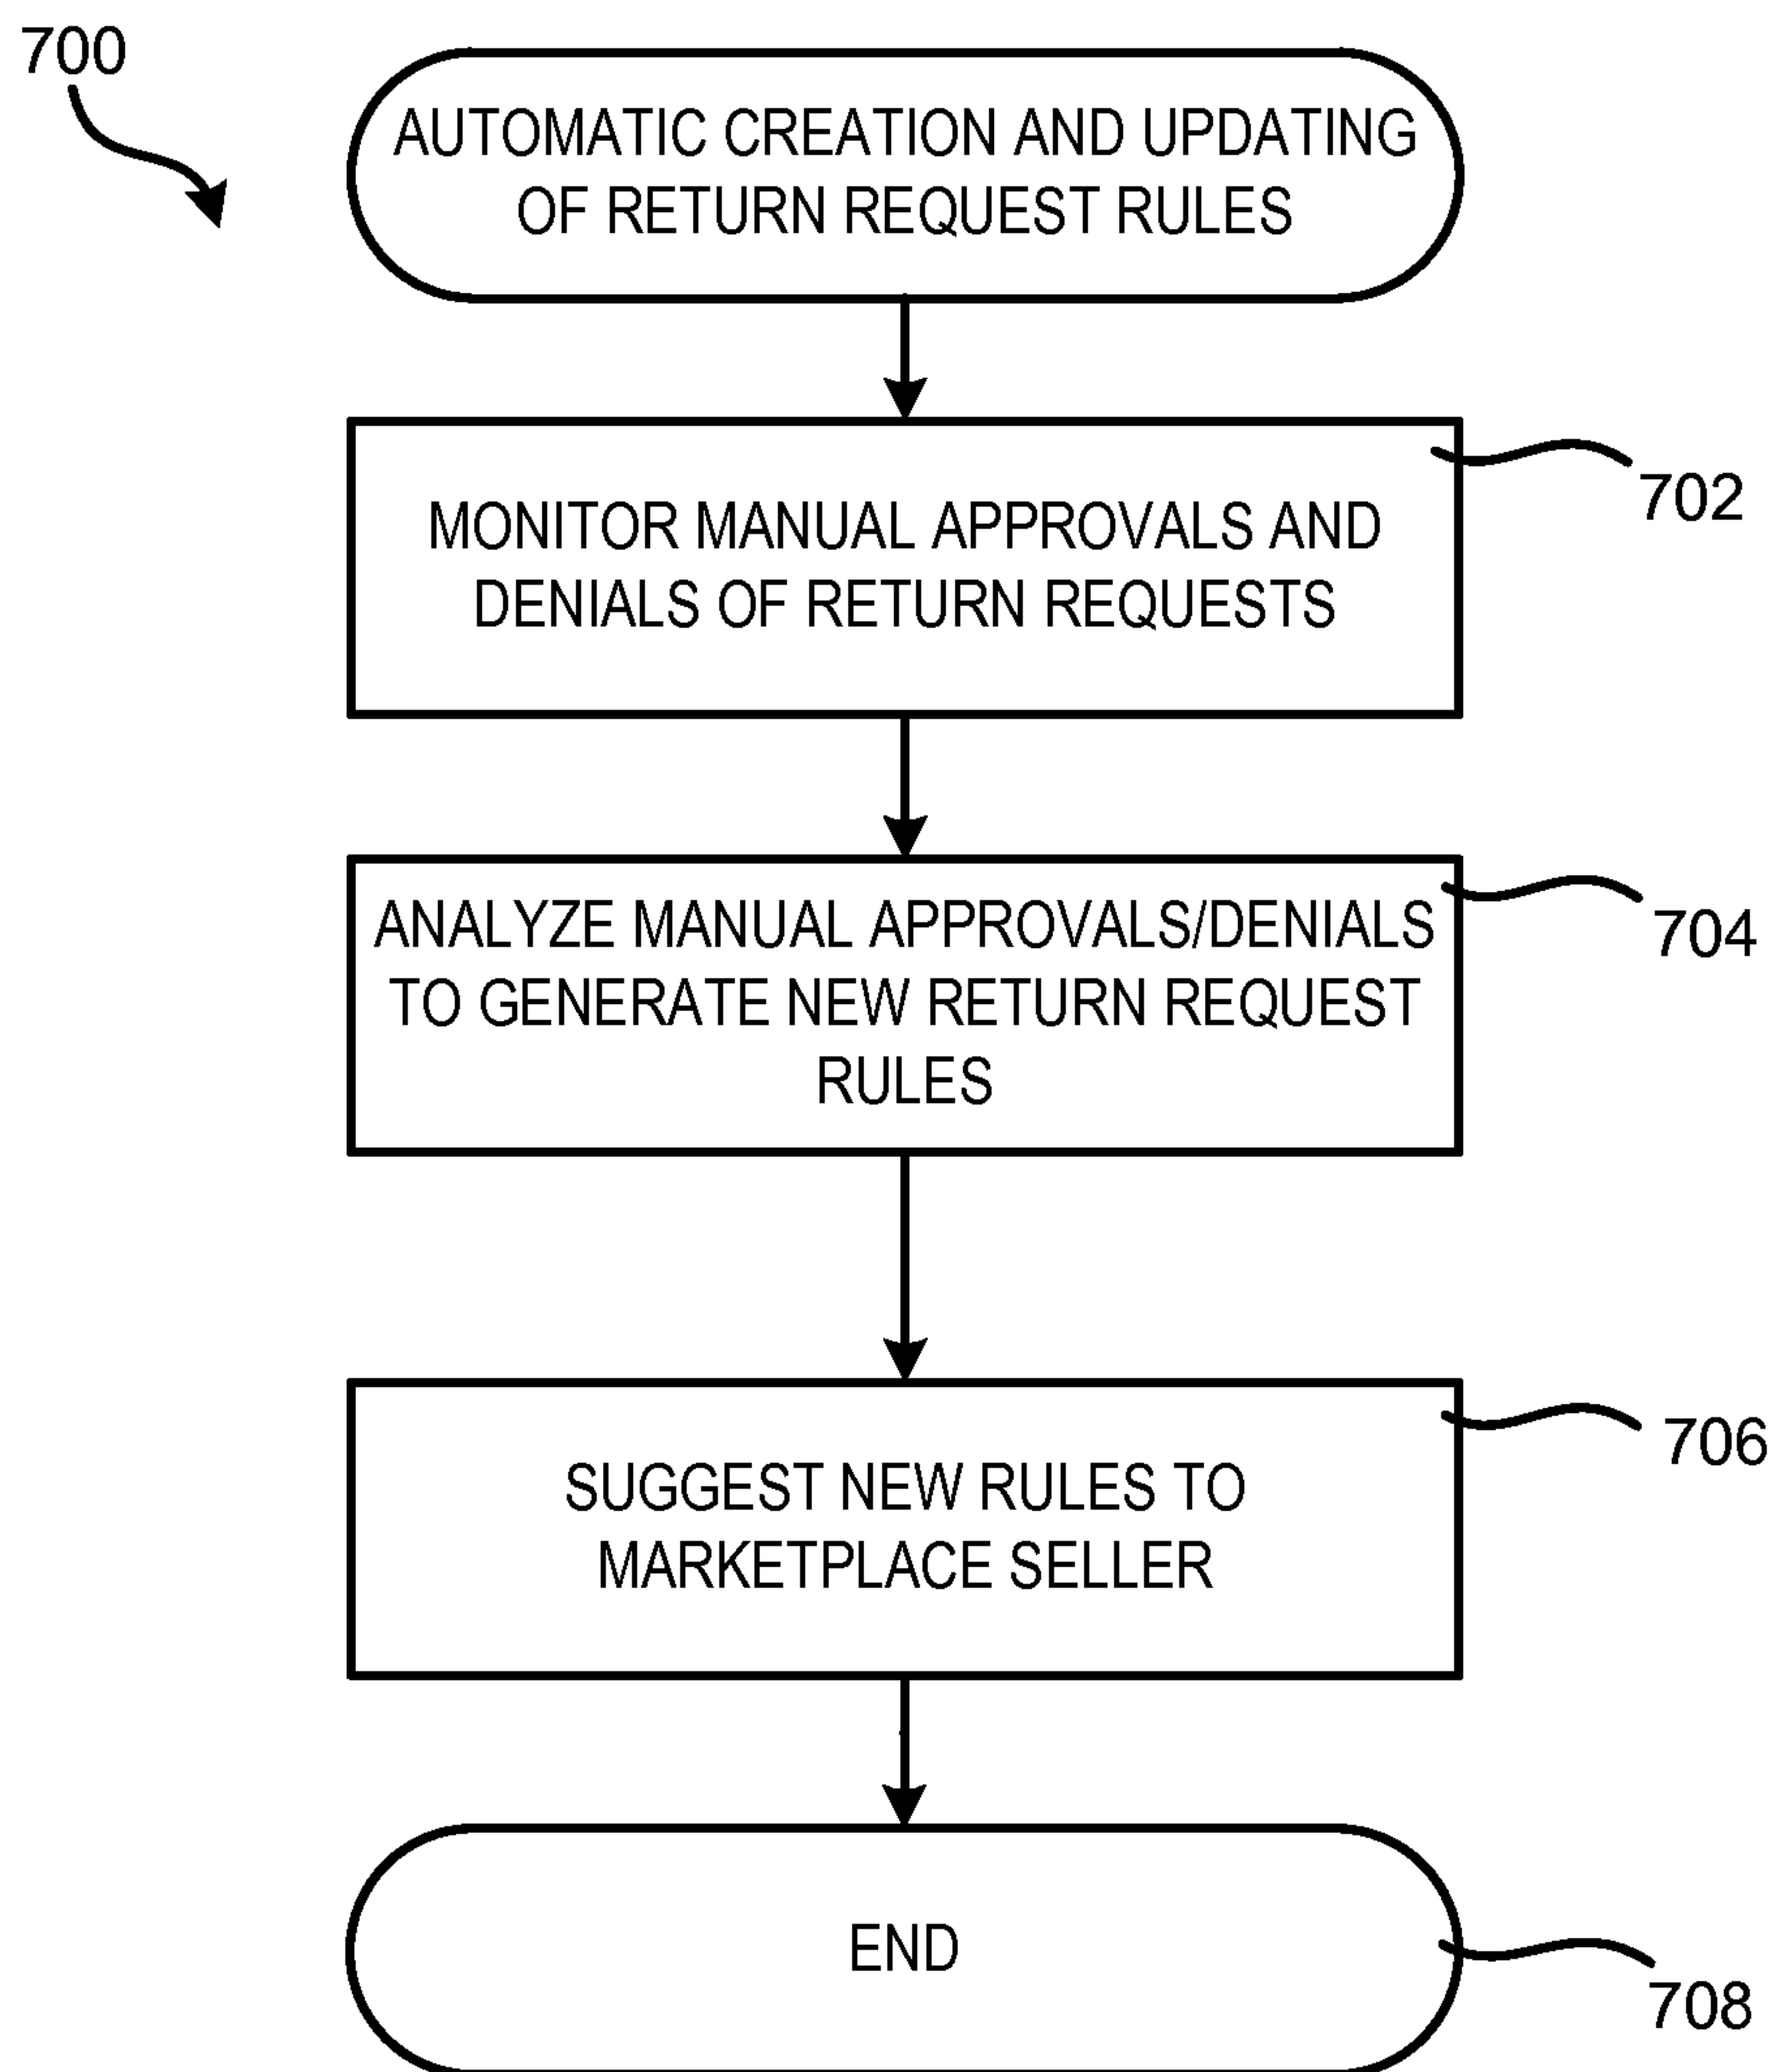 700
AUTOMATIC CREATION AND UPDATING
OF RETURN REQUEST RULES
MONITOR MANUAL APPROVALS AND
DENIALS OF RETURN REQUESTS
702
ANALYZE MANUAL APPROVALS/DENIALS
TO GENERATE NEW RETURN REQUEST
RULES
704
SUGGEST NEW RULES TO
MARKETPLACE SELLER
706
END
708